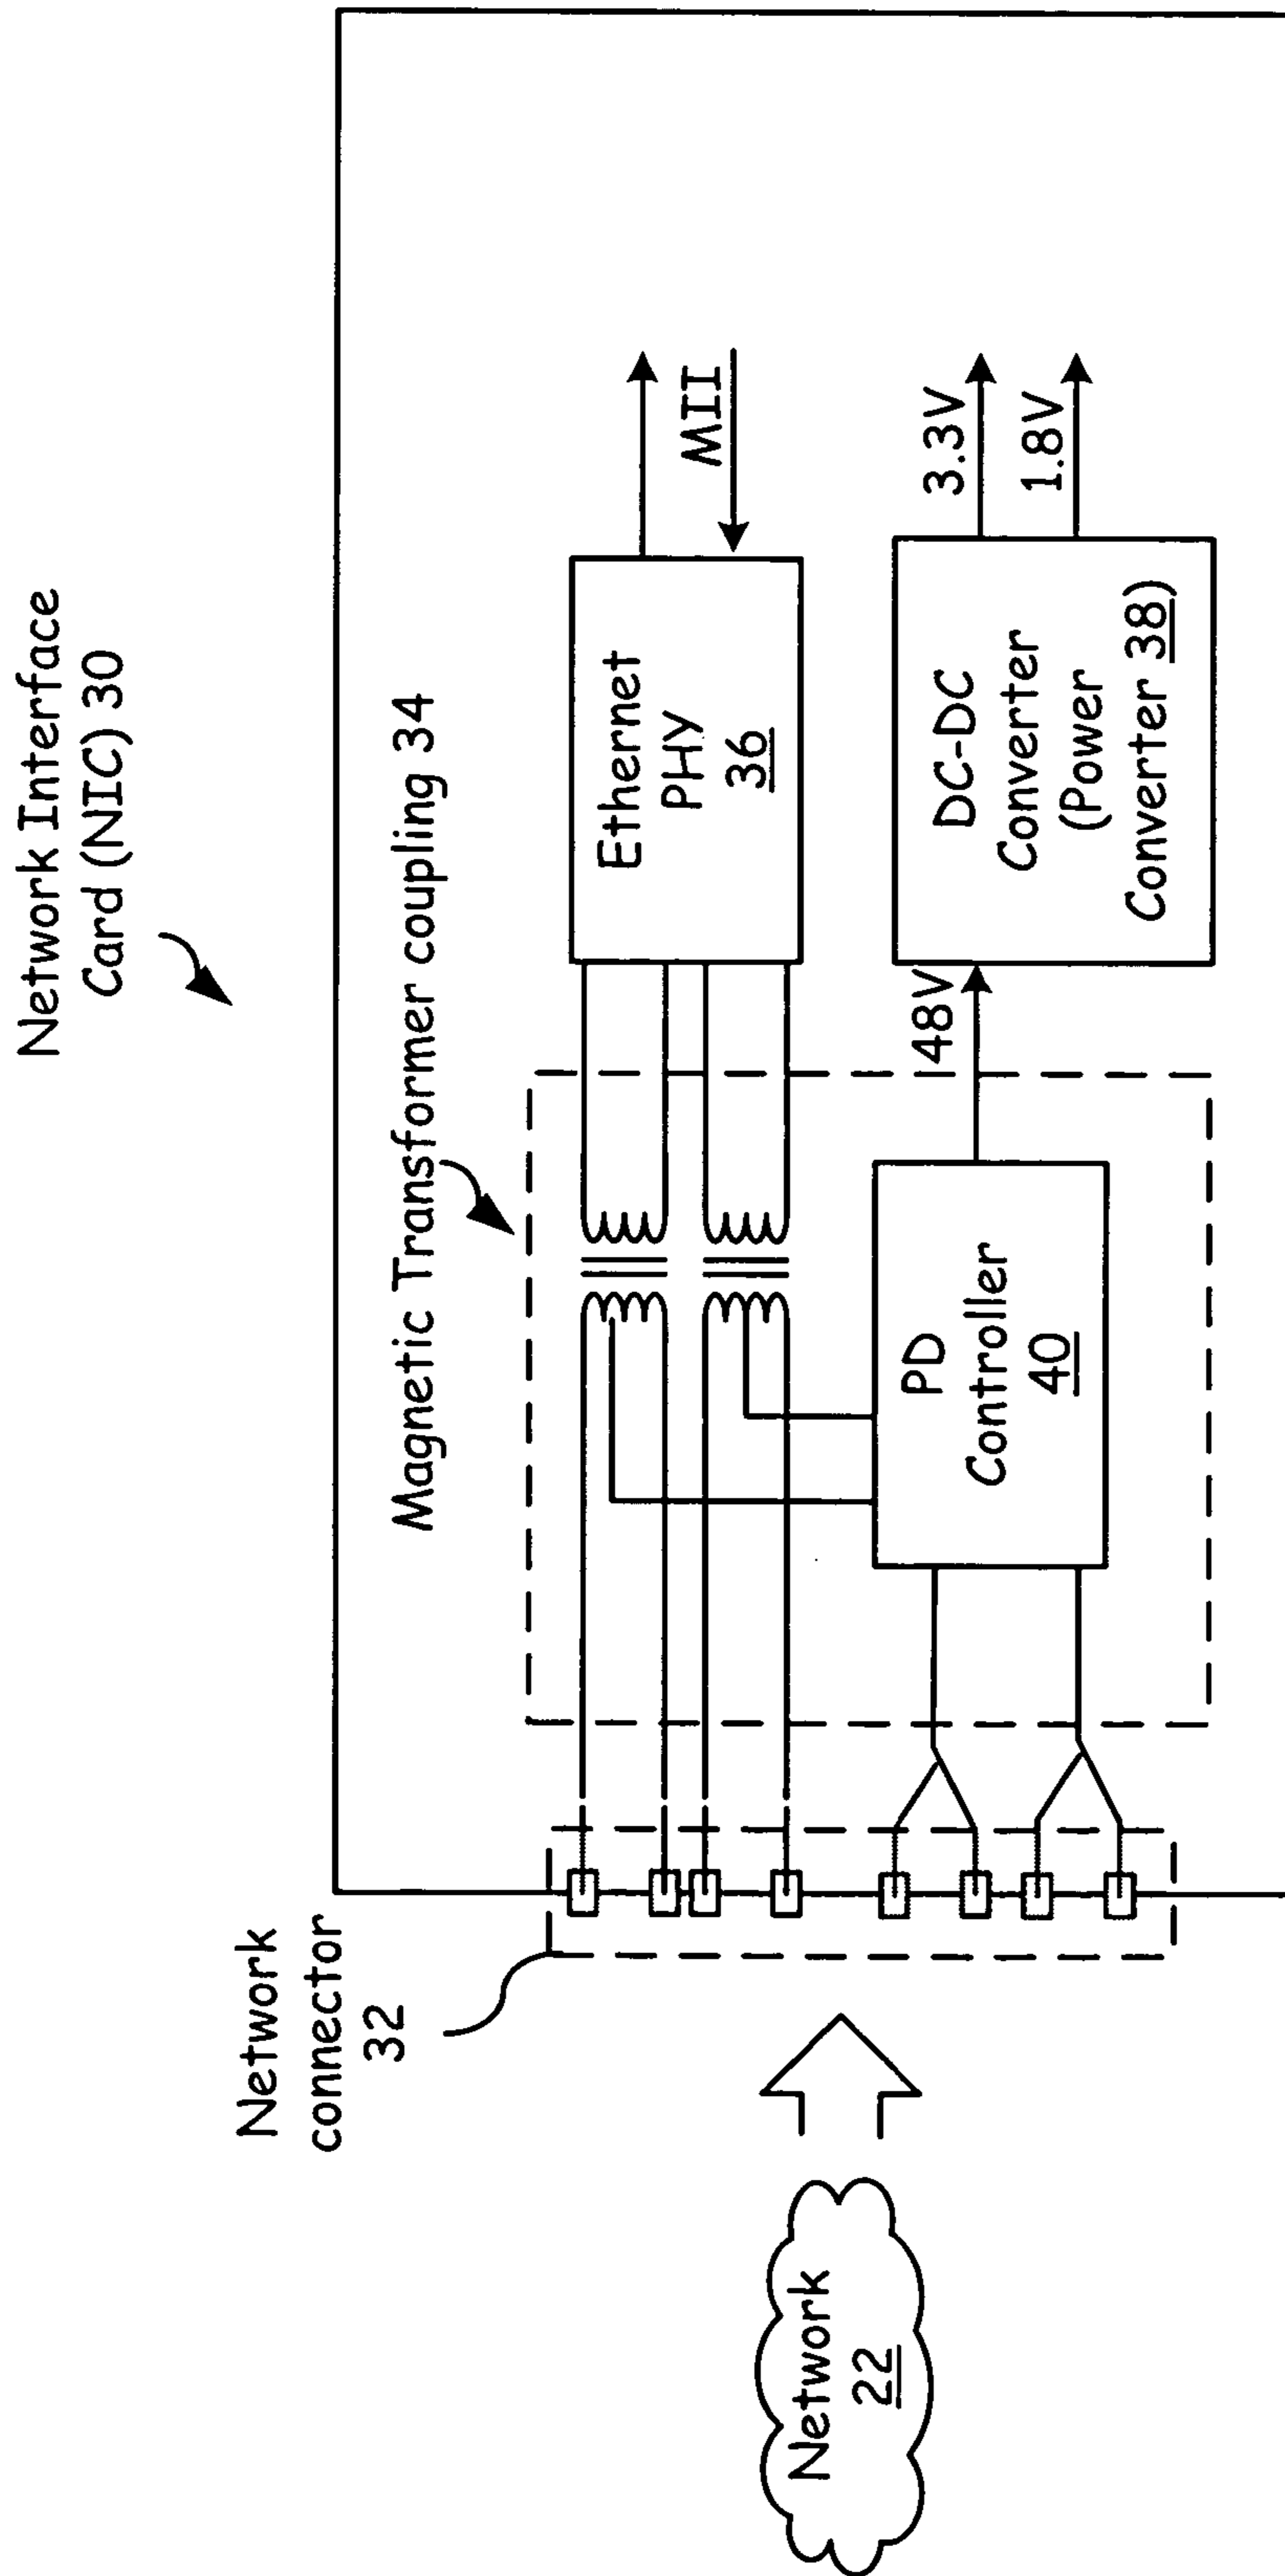 Network Interface
Card (NIC) 30
Network
connector
32
Magnetic Transformer coupling 34
Ethernet
PHY
36
MII
Network
22
PD
Controller
40
48V
DC-DC
Converter
(Power
Converter 38)
3.3V
1.8V